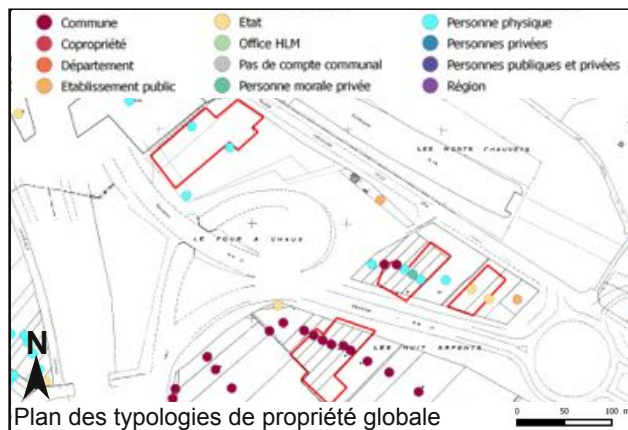 Commune
Etat
Personne physique
Copropriété
Office HLM
Personnes privées
Département
Pas de compte communal
Personnes publiques et privées
Etablissement public
Personne morale privée
Région
LES MONTS CHAUVETS
LE FOUR A CHAUX
LES HUIT ARPENTS
N
Plan des typologies de propriété globale
0 50 100 m